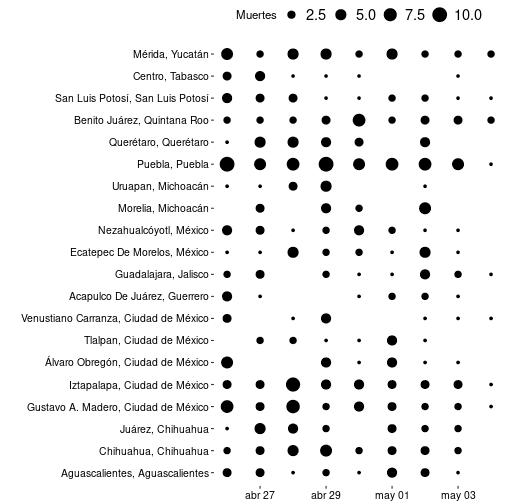 Muertes 2.5 5.0 7.5 10.0
Mérida, Yucatán
Centro, Tabasco
San Luis Potosí, San Luis Potosí
Benito Juárez, Quintana Roo
Querétaro, Querétaro
Puebla, Puebla
Uruapan, Michoacán
Morelia, Michoacán
Nezahualcóyotl, México
Ecatepec De Morelos, México
Guadalajara, Jalisco
Acapulco De Juárez, Guerrero
Venustiano Carranza, Ciudad de México
Tlalpan, Ciudad de México
Álvaro Obregón, Ciudad de México
Iztapalapa, Ciudad de México
Gustavo A. Madero, Ciudad de México
Juárez, Chihuahua
Chihuahua, Chihuahua
Aguascalientes, Aguascalientes
abr 27 abr 29 may 01 may 03